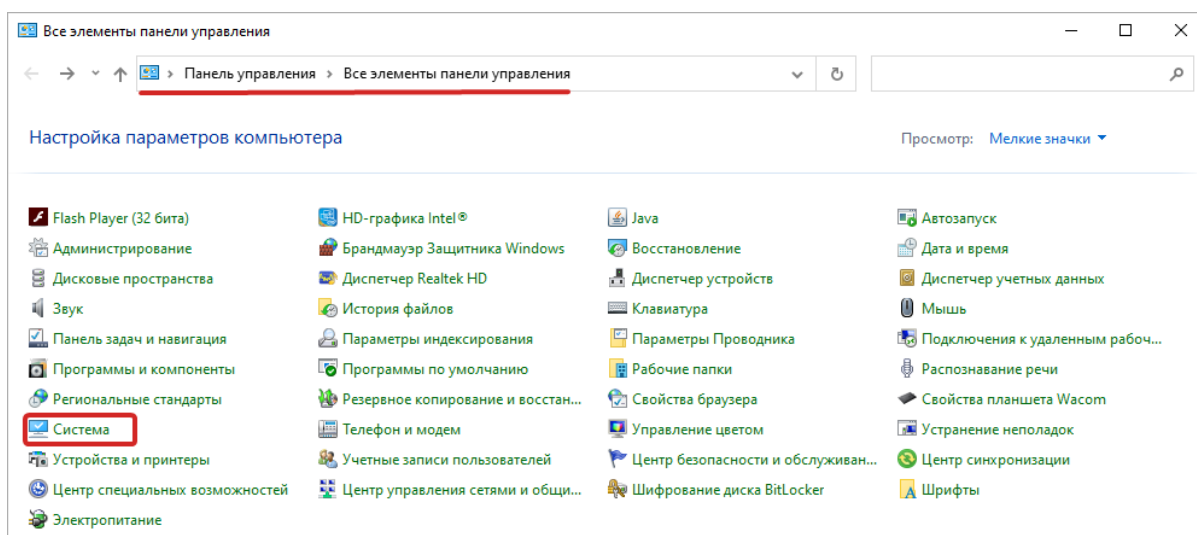 Все элементы панели управления
Панель управления › Все элементы панели управления
Настройка параметров компьютера
Просмотр: Мелкие значки
Flash Player (32 бита) HD-графика Intel® Java Автозапуск
Администрирование Брандмауэр Защитника Windows Восстановление Дата и время
Дисковые пространства Диспетчер Realtek HD Диспетчер устройств Диспетчер учетных данных
Звук История файлов Клавиатура Мышь
Панель задач и навигация Параметры индексирования Параметры Проводника Подключения к удаленным рабоч...
Программы и компоненты Программы по умолчанию Рабочие папки Распознавание речи
Региональные стандарты Резервное копирование и восстан... Свойства браузера Свойства планшета Wacom
Система Телефон и модем Управление цветом Устранение неполадок
Устройства и принтеры Учетные записи пользователей Центр безопасности и обслуживан... Центр синхронизации
Центр специальных возможностей Центр управления сетями и общи... Шифрование диска BitLocker Шрифты
Электропитание